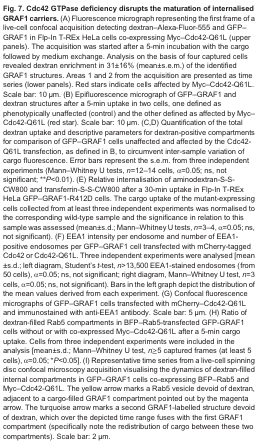 Fig. 7. Cdc42 GTPase deficiency disrupts the maturation of internalised
GRAF1 carriers. (A) Fluorescence micrograph representing the first frame of
live-cell confocal acquisition detecting dextran–Alexa-Fluor-555 and GFP–
GRAF1 in Flp-In T-REx HeLa cells co-expressing Myc–Cdc42-Q61L (upper
panels). The acquisition was started after a 5-min incubation with the cargo
followed by medium exchange. Analysis on the basis of four captured cells
revealed dextran enrichment in 31±16% (mean±s.e.m.) of the identified
GRAF1 structures. Areas 1 and 2 from the acquisition are presented as time
series (lower panels). Red stars indicate cells affected by Myc–Cdc42-Q61L.
Scale bar: 10 μm. (B) Epifluorescence micrograph of GFP–GRAF1 and
dextran structures after a 5-min uptake in two cells, one defined as
phenotypically unaffected (control) and the other defined as affected by Myc–
Cdc42-Q61L (red star). Scale bar: 10 μm. (C,D) Quantification of the total
dextran uptake and descriptive parameters for dextran-positive compartments
for comparison of GFP–GRAF1 cells unaffected and affected by the Cdc42-
Q61L transfection, as defined in B, to circumvent inter-sample variation of
cargo fluorescence. Error bars represent the s.e.m. from three independent
experiments (Mann–Whitney U tests, n=12–14 cells, α=0.05; ns, not
significant; **P<0.01). (E) Relative internalisation of aminodextran-S-S-
CW800 and transferrin-S-S-CW800 after a 30-min uptake in Flp-In T-REx
HeLa GFP–GRAF1-R412D cells. The cargo uptake of the mutant-expressing
cells collected from at least three independent experiments was normalised to
the corresponding wild-type sample and the significance in relation to this
sample was assessed (mean±s.d.; Mann–Whitney U tests, n=3–4, α=0.05; ns,
not significant). (F) EEA1 intensity per endosome and number of EEA1-
positive endosomes per GFP–GRAF1 cell transfected with mCherry-tagged
Cdc42 or Cdc42-Q61L. Three independent experiments were analysed [mean
±s.d.; left diagram, Student's t-test, n>13,500 EEA1-stained endosomes (from
50 cells), α=0.05; ns, not significant; right diagram, Mann–Whitney U test, n=3
cells, α=0.05; ns, not significant]. Bars in the left graph depict the distribution of
the mean values derived from each experiment. (G) Confocal fluorescence
micrographs of GFP–GRAF1 cells transfected with mCherry–Cdc42-Q61L
and immunostained with anti-EEA1 antibody. Scale bar: 5 μm. (H) Ratio of
dextran-filled Rab5 compartments in BFP–Rab5-transfected GFP-GRAF1
cells without or with co-expressed Myc–Cdc42-Q61L after a 5-min cargo
uptake. Cells from three independent experiments were included in the
analysis [mean±s.d.; Mann–Whitney U test, n≥5 captured frames (at least 5
cells), α=0.05; *P<0.05]. (I) Representative time series from a live-cell spinning
disc confocal acquisition visualising the dynamics of dextran-filled
internal compartments in GFP–GRAF1 cells co-expressing BFP–Rab5 and
Myc–Cdc42-Q61L. The yellow arrow marks a Rab5 vesicle devoid of dextran,
adjacent to a cargo-filled GRAF1 compartment pointed out by the magenta
arrow. The turquoise arrow marks a second GRAF1-labelled structure devoid
of dextran, which over the depicted time range fuses with the first GRAF1
compartment (specifically note the redistribution of cargo between these two
compartments). Scale bar: 2 μm.